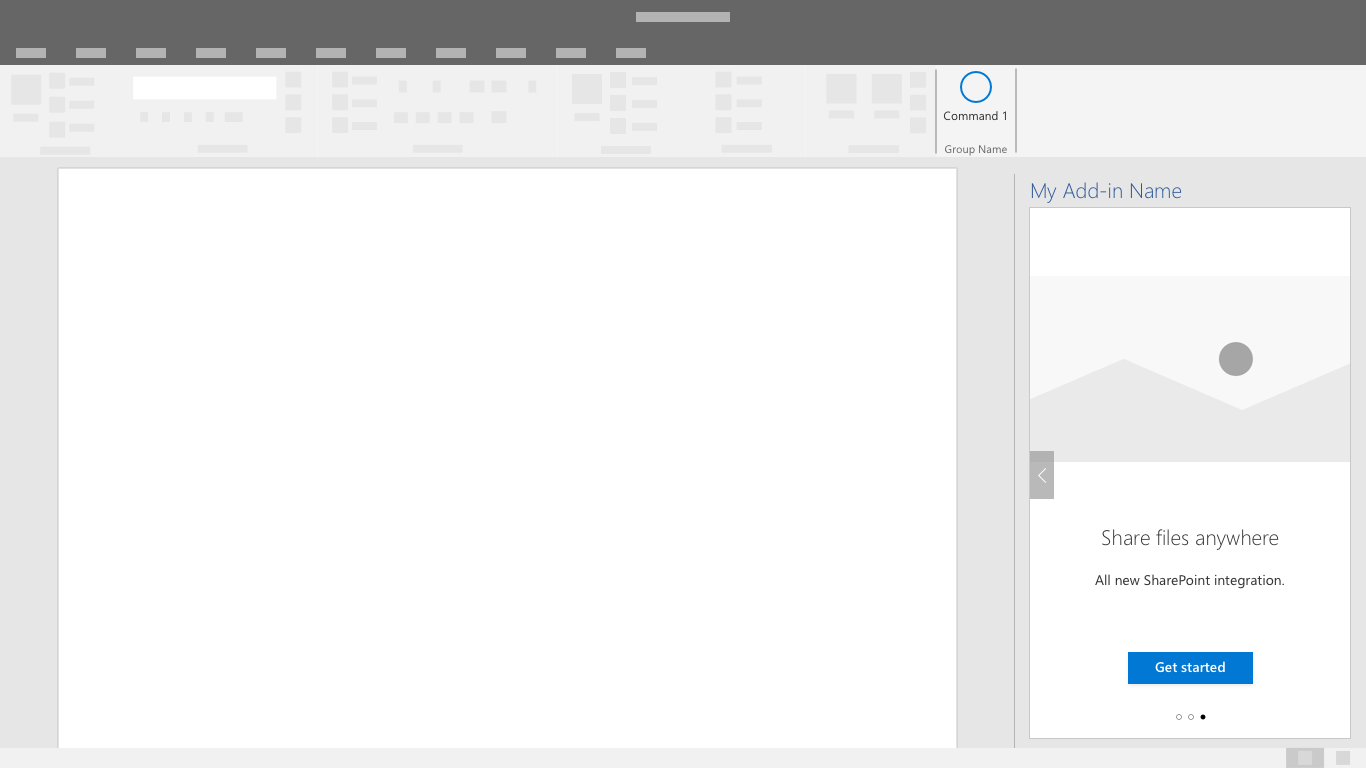 Command 1
Group Name
My Add-in Name
Share files anywhere
All new SharePoint integration.
Get started